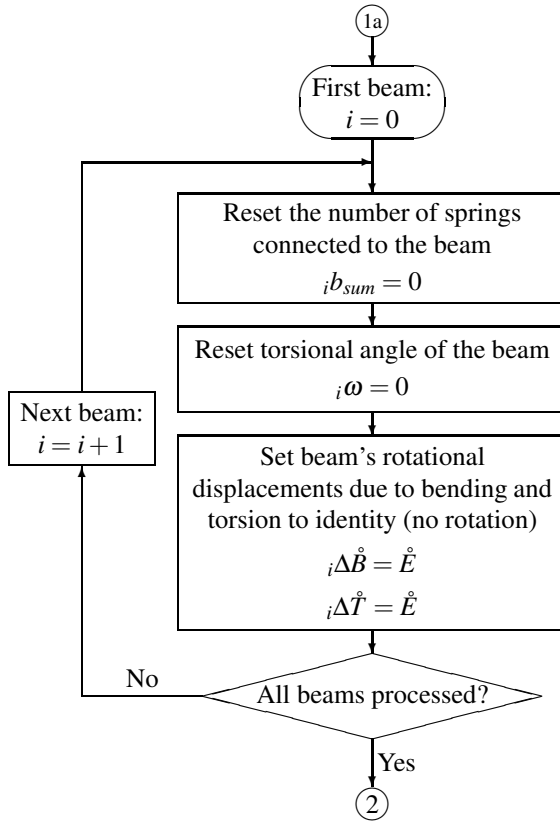 1a
First beam:
i = 0
Reset the number of springs
connected to the beam
ᵢb_sum = 0
Reset torsional angle of the beam
ᵢω = 0
Next beam:
i = i + 1
Set beam's rotational
displacements due to bending and
torsion to identity (no rotation)
ᵢΔB̊ = E̊
ᵢΔT̊ = E̊
No
All beams processed?
Yes
2